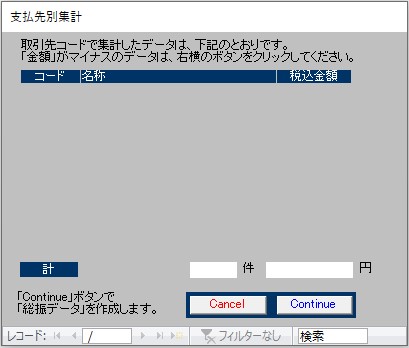 支払先別集計
取引先コードで集計したデータは、下記のとおりです。
「金額」がマイナスのデータは、右横のボタンをクリックしてください。
コード 名称 税込金額
計 件 円
「Continue」ボタンで
「総振データ」を作成します。
Cancel Continue
レコード: / フィルターなし 検索